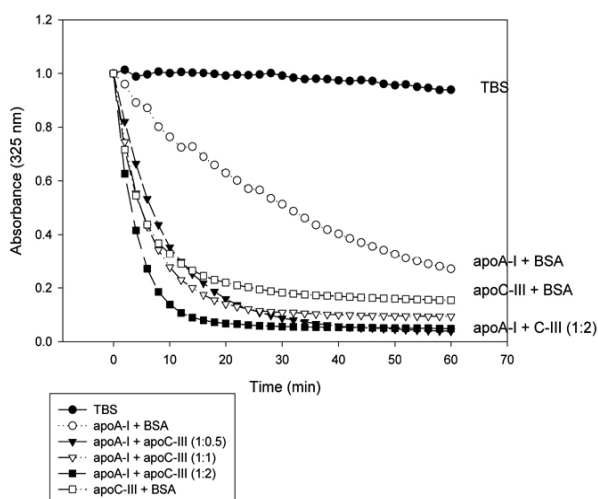 1.2
1.0
0.8
0.6
0.4
0.2
0.0
Absorbance (325 nm)
TBS
apoA-I + BSA
apoC-III + BSA
apoA-I + C-III (1:2)
0
10
20
30
40
50
60
70
Time (min)
TBS
apoA-I + BSA
apoA-I + apoC-III (1:0.5)
apoA-I + apoC-III (1:1)
apoA-I + apoC-III (1:2)
apoC-III + BSA